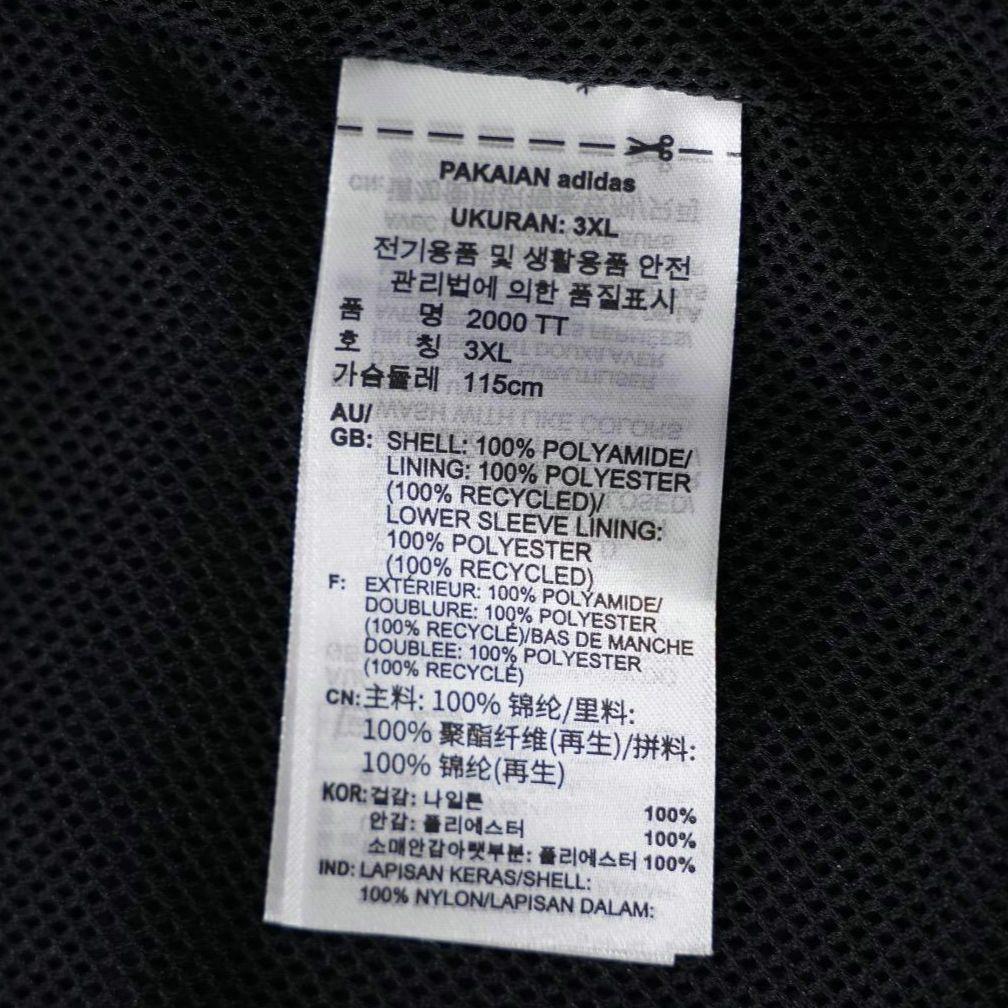 PAKAIAN adidas
UKURAN: 3XL
전기용품 및 생활용품 안전
관리법에 의한 품질표시
품 명 2000 TT
호 칭 3XL
가슴둘레 115cm
AU/
GB: SHELL: 100% POLYAMIDE/
LINING: 100% POLYESTER
(100% RECYCLED)/
LOWER SLEEVE LINING:
100% POLYESTER
(100% RECYCLED)
F: EXTÉRIEUR: 100% POLYAMIDE/
DOUBLURE: 100% POLYESTER
(100% RECYCLÉ)/BAS DE MANCHE
DOUBLEE: 100% POLYESTER
(100% RECYCLÉ)
CN: 主料: 100% 锦纶/里料:
100% 聚酯纤维(再生)/拼料:
100% 锦纶(再生)
KOR: 겉감: 나일론 100%
안감: 폴리에스터 100%
소매안감아랫부분: 폴리에스터 100%
IND: LAPISAN KERAS/SHELL:
100% NYLON/LAPISAN DALAM: